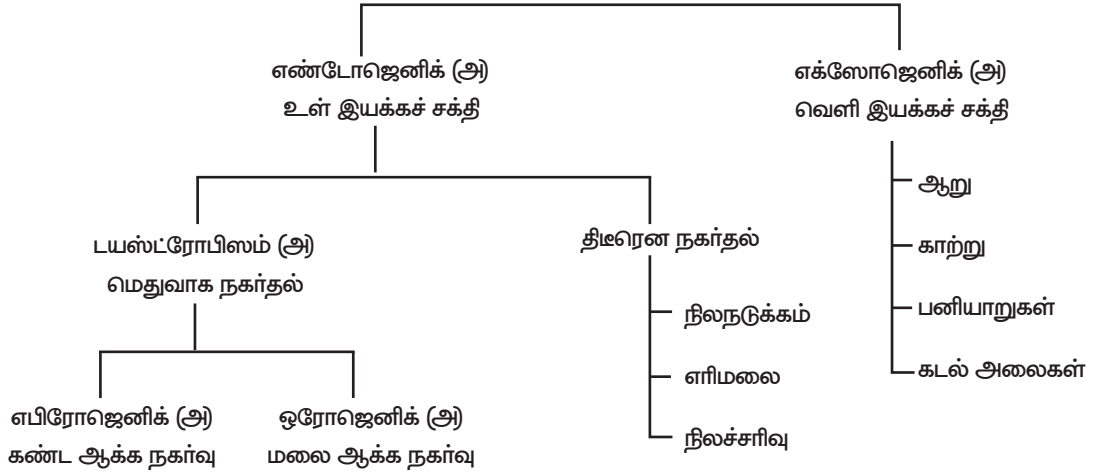 எண்டோஜெனிக் (அ)
உள் இயக்கச் சக்தி
எக்ஸோஜெனிக் (அ)
வெளி இயக்கச் சக்தி
ஆறு
காற்று
பனியாறுகள்
கடல் அலைகள்
டயஸ்ட்ரோபிஸம் (அ)
மெதுவாக நகர்தல்
திடீரென நகர்தல்
நிலநடுக்கம்
எரிமலை
நிலச்சரிவு
எபிரோஜெனிக் (அ)
கண்ட ஆக்க நகர்வு
ஒரோஜெனிக் (அ)
மலை ஆக்க நகர்வு